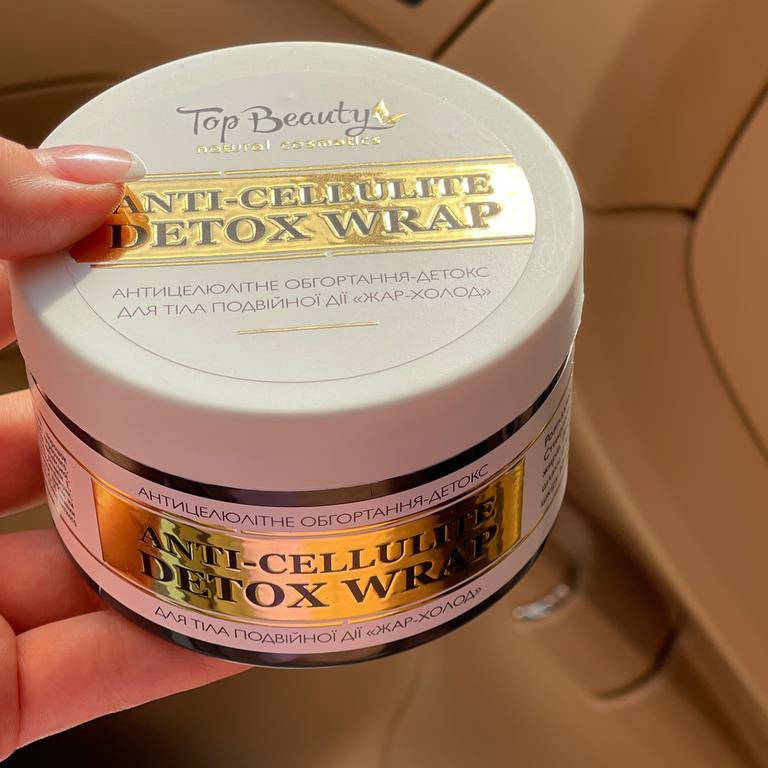 Top Beauty
natural cosmetics
ANTI-CELLULITE
DETOX WRAP
АНТИЦЕЛЮЛІТНЕ ОБГОРТАННЯ-ДЕТОКС
ДЛЯ ТІЛА ПОДВІЙНОЇ ДІЇ «ЖАР-ХОЛОД»
АНТИЦЕЛЮЛІТНЕ ОБГОРТАННЯ-ДЕТОКС
ANTI-CELLULITE
DETOX WRAP
ДЛЯ ТІЛА ПОДВІЙНОЇ ДІЇ «ЖАР-ХОЛОД»